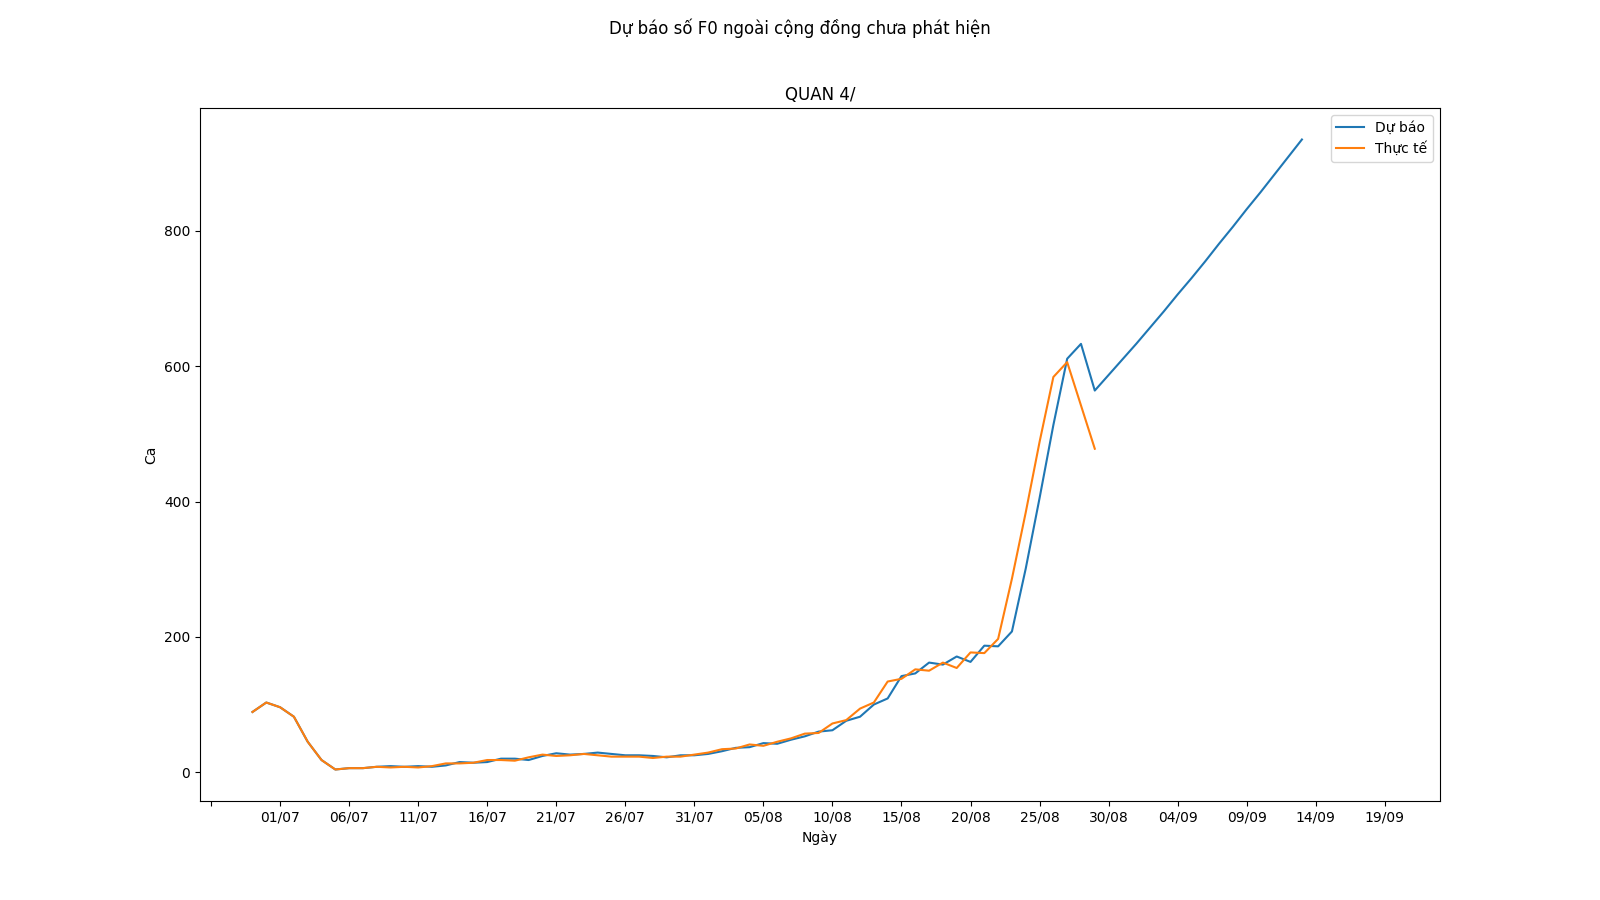 Dự báo số F0 ngoài cộng đồng chưa phát hiện
QUAN 4/
Dự báo
Thực tế
800
600
400
200
0
Ca
01/07 06/07 11/07 16/07 21/07 26/07 31/07 05/08 10/08 15/08 20/08 25/08 30/08 04/09 09/09 14/09 19/09
Ngày